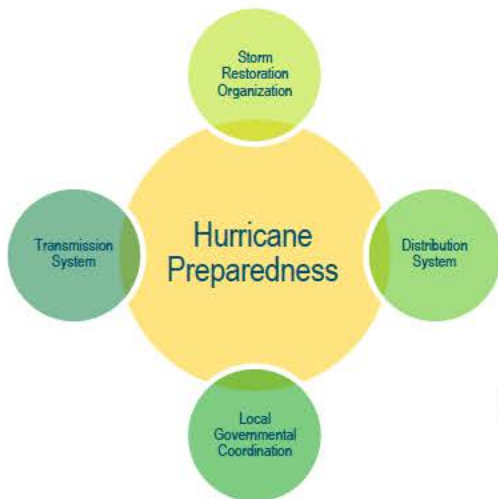 Storm
Restoration
Organization
Transmission
System
Hurricane
Preparedness
Distribution
System
Local
Governmental
Coordination